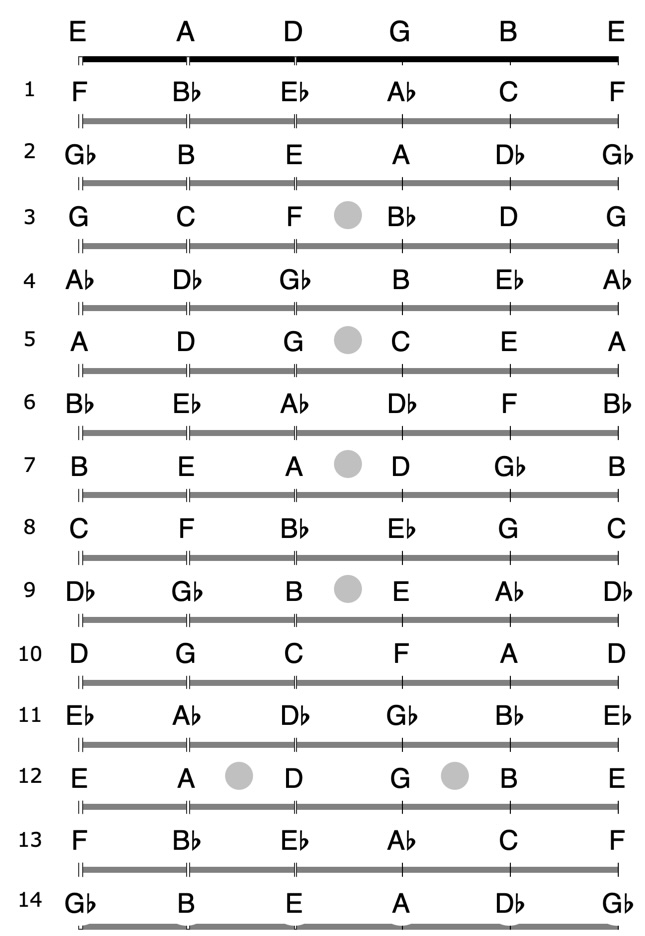 E A D G B E
1 F B♭ E♭ A♭ C F
2 G♭ B E A D♭ G♭
3 G C F B♭ D G
4 A♭ D♭ G♭ B E♭ A♭
5 A D G C E A
6 B♭ E♭ A♭ D♭ F B♭
7 B E A D G♭ B
8 C F B♭ E♭ G C
9 D♭ G♭ B E A♭ D♭
10 D G C F A D
11 E♭ A♭ D♭ G♭ B♭ E♭
12 E A D G B E
13 F B♭ E♭ A♭ C F
14 G♭ B E A D♭ G♭